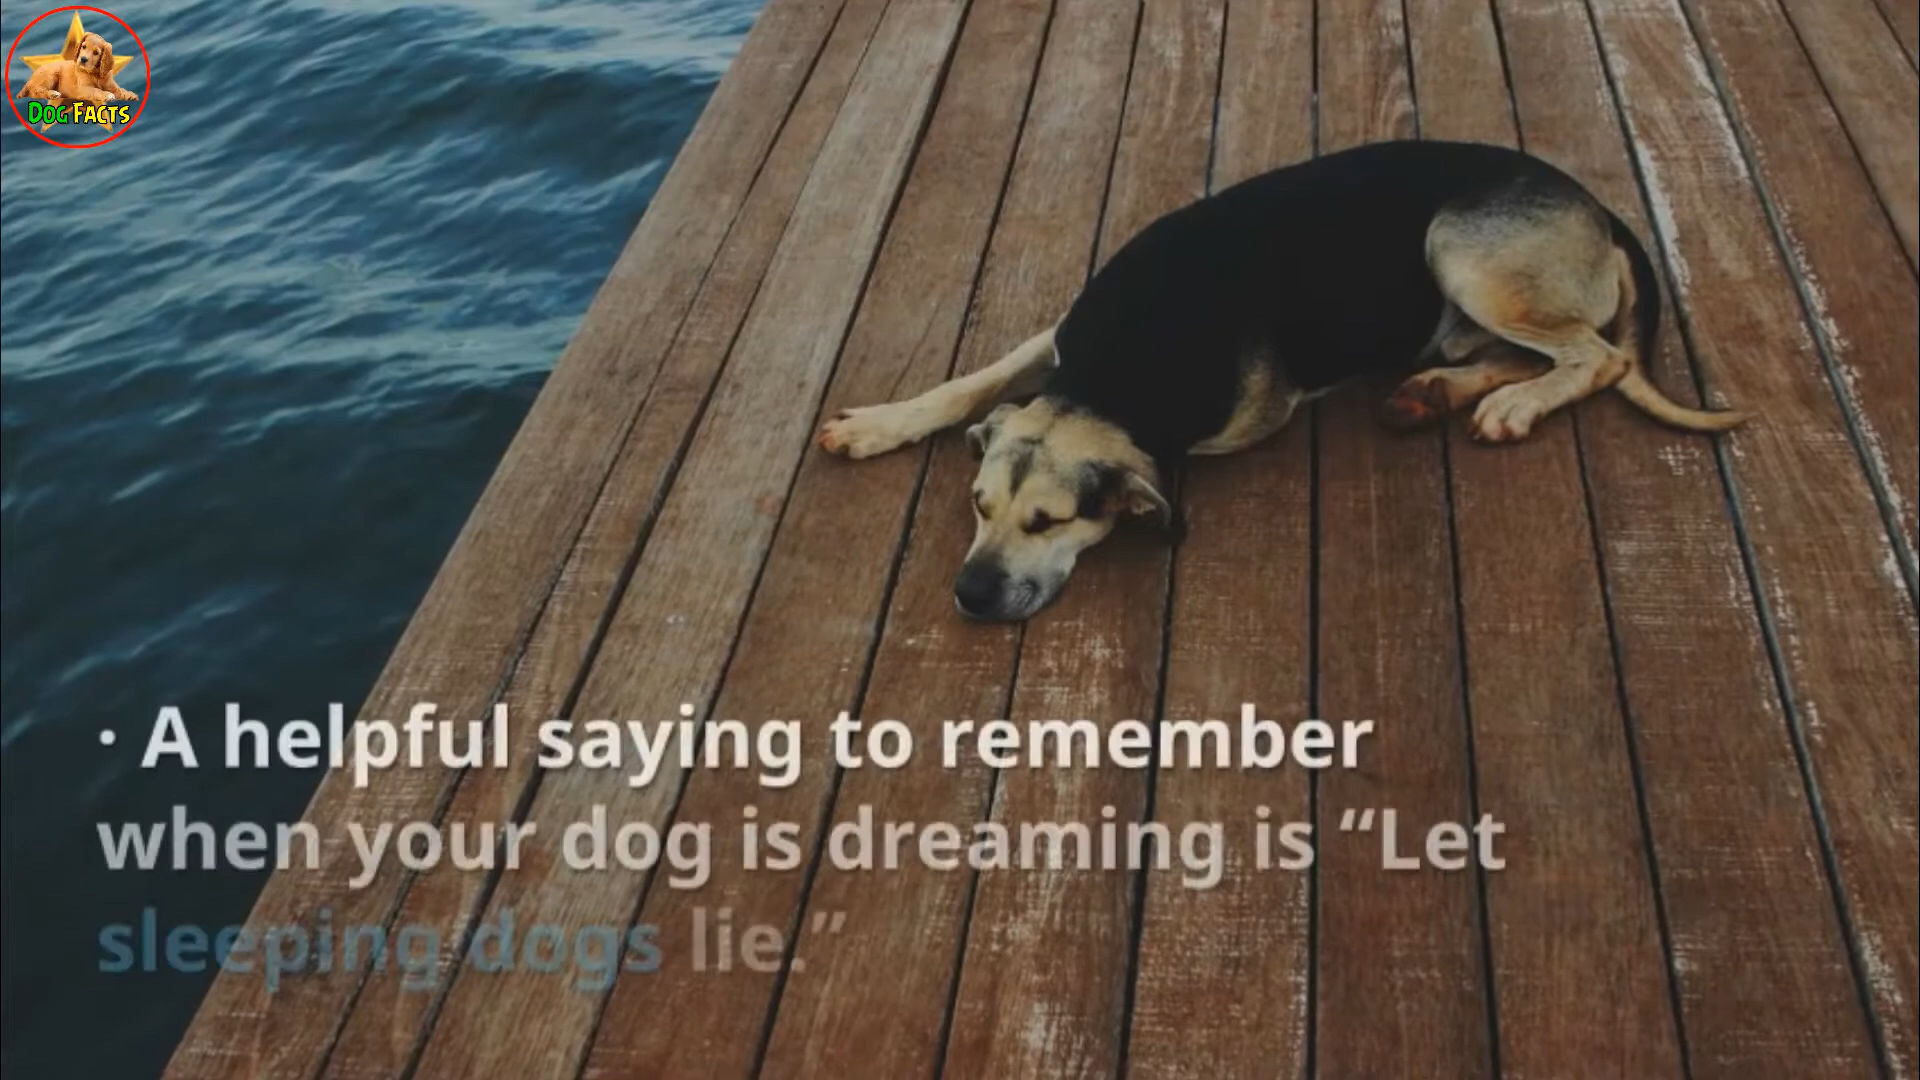 DOG FACTS
· A helpful saying to remember
when your dog is dreaming is “Let
sleeping dogs lie.”